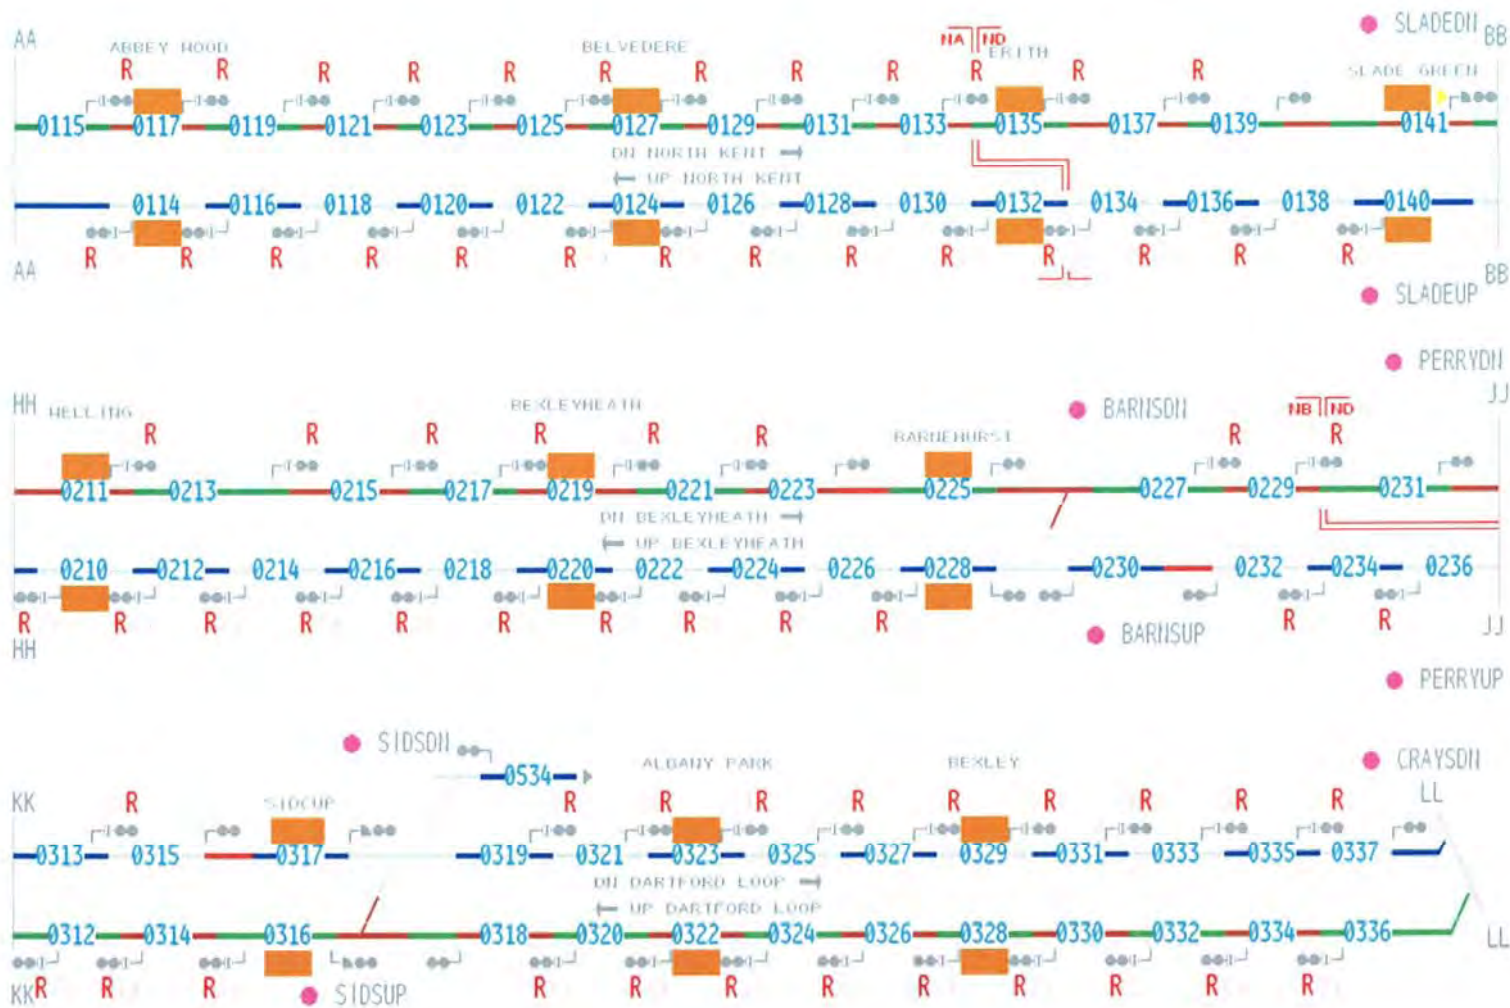 SLADEDN
AA BB
ABBEY WOOD BELVEDERE NA ND ERITH
SLADE GREEN
R R R R R R R R R R R R
0115 0117 0119 0121 0123 0125 0127 0129 0131 0133 0135 0137 0139 0141
DN NORTH KENT
UP NORTH KENT
0114 0116 0118 0120 0122 0124 0126 0128 0130 0132 0134 0136 0138 0140
R R R R R R R R R R R R R R
AA BB
SLADEUP
PERRYDN
HH JJ
WELLING BEXLEYHEATH BARNSDN NB ND
R R R R R R R R
BARNEHURST
0211 0213 0215 0217 0219 0221 0223 0225 0227 0229 0231
DN BEXLEYHEATH
UP BEXLEYHEATH
0210 0212 0214 0216 0218 0220 0222 0224 0226 0228 0230 0232 0234 0236
R R R R R R R R R R R R
HH JJ
BARNSUP
PERRYUP
SIDSDN
ALBANY PARK BEXLEY CRAYSDN
0534
KK LL
R SIDCUP R R R R R R R R R
0313 0315 0317 0319 0321 0323 0325 0327 0329 0331 0333 0335 0337
DN DARTFORD LOOP
UP DARTFORD LOOP
0312 0314 0316 0318 0320 0322 0324 0326 0328 0330 0332 0334 0336
LL
KK R R R R R R R R R R R R
SIDSUP